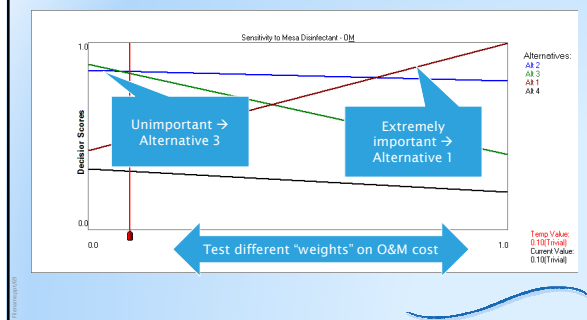 Sensitivity to Mesa Disinfectant - OM
1.0
Decision Scores
0.0
0.0
1.0
Alternatives:
Alt 2
Alt 3
Alt 1
Alt 4
Unimportant →
Alternative 3
Extremely
important →
Alternative 1
Test different "weights" on O&M cost
Temp Value:
0.10(Trivial)
Current Value:
0.10(Trivial)